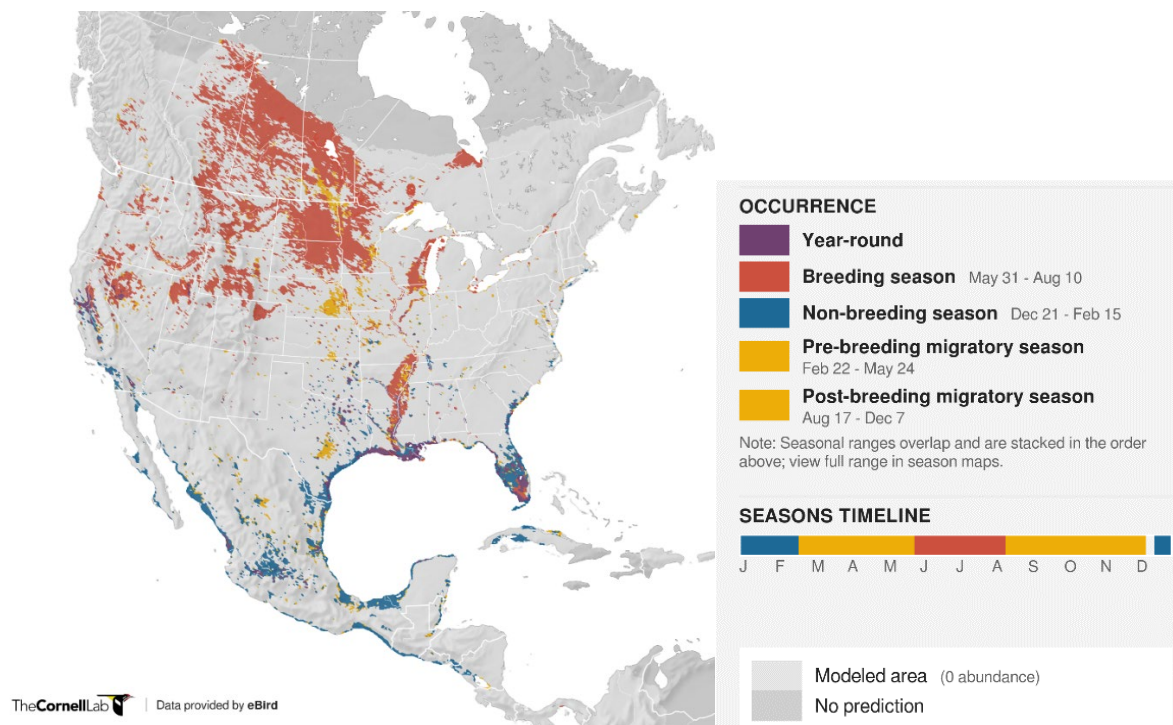 OCCURRENCE
Year-round
Breeding season May 31 - Aug 10
Non-breeding season Dec 21 - Feb 15
Pre-breeding migratory season
Feb 22 - May 24
Post-breeding migratory season
Aug 17 - Dec 7
Note: Seasonal ranges overlap and are stacked in the order
above; view full range in season maps.
SEASONS TIMELINE
J F M A M J J A S O N D
Modeled area (0 abundance)
No prediction
TheCornellLab Data provided by eBird